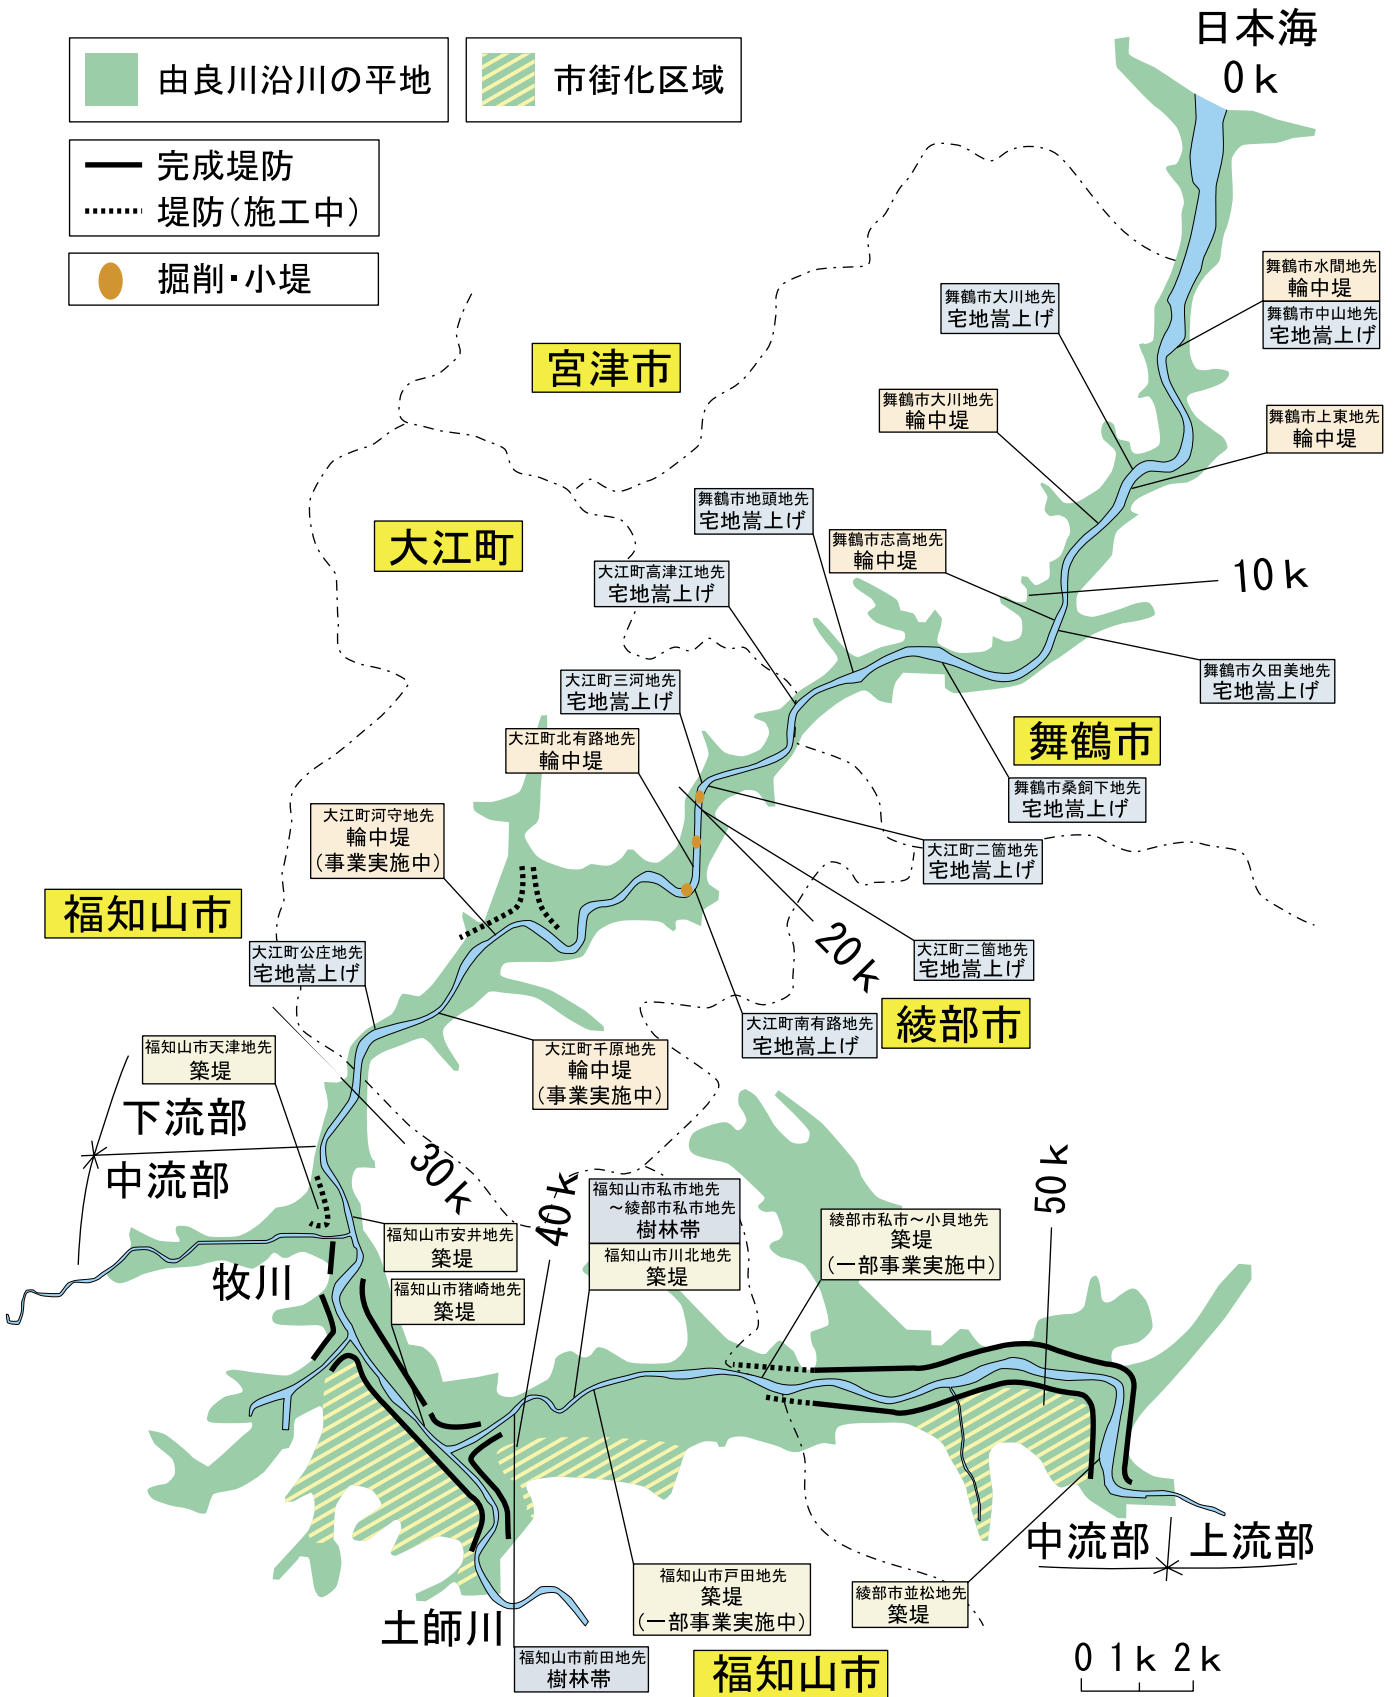 日本海
0k
由良川沿川の平地
市街化区域
完成堤防
堤防(施工中)
掘削・小堤
舞鶴市水間地先
輪中堤
舞鶴市中山地先
宅地嵩上げ
舞鶴市大川地先
宅地嵩上げ
宮津市
舞鶴市大川地先
輪中堤
舞鶴市上東地先
輪中堤
舞鶴市地頭地先
宅地嵩上げ
大江町
舞鶴市志高地先
輪中堤
大江町高津江地先
宅地嵩上げ
10k
舞鶴市久田美地先
宅地嵩上げ
大江町三河地先
宅地嵩上げ
舞鶴市
大江町北有路地先
輪中堤
舞鶴市桑飼下地先
宅地嵩上げ
大江町河守地先
輪中堤
(事業実施中)
大江町二箇地先
宅地嵩上げ
福知山市
20k
大江町二箇地先
宅地嵩上げ
大江町公庄地先
宅地嵩上げ
綾部市
大江町南有路地先
宅地嵩上げ
福知山市天津地先
築堤
大江町千原地先
輪中堤
(事業実施中)
下流部
中流部
30k
40k
50k
福知山市私市地先
~綾部市私市地先
樹林帯
福知山市川北地先
築堤
綾部市私市~小貝地先
築堤
(一部事業実施中)
福知山市安井地先
築堤
牧川
福知山市猪崎地先
築堤
中流部
上流部
福知山市戸田地先
築堤
(一部事業実施中)
綾部市並松地先
築堤
土師川
福知山市前田地先
樹林帯
福知山市
0 1k 2k